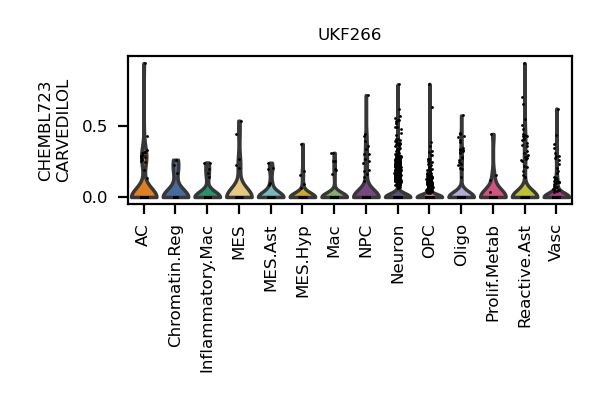 UKF266
CHEMBL723
CARVEDILOL
0.5
0.0
AC
Chromatin.Reg
Inflammatory.Mac
MES
MES.Ast
MES.Hyp
Mac
NPC
Neuron
OPC
Oligo
Prolif.Metab
Reactive.Ast
Vasc